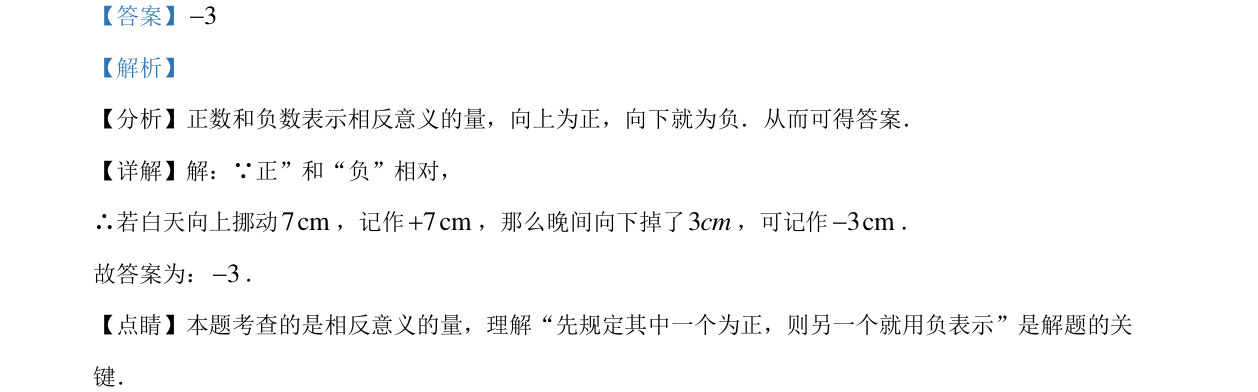 【答案】−3
【解析】
【分析】正数和负数表示相反意义的量，向上为正，向下就为负．从而可得答案．
【详解】解：∵正”和“负”相对，
∴若白天向上挪动7cm，记作+7cm，那么晚间向下掉了3cm，可记作−3cm．
故答案为：−3．
【点睛】本题考查的是相反意义的量，理解“先规定其中一个为正，则另一个就用负表示”是解题的关
键．